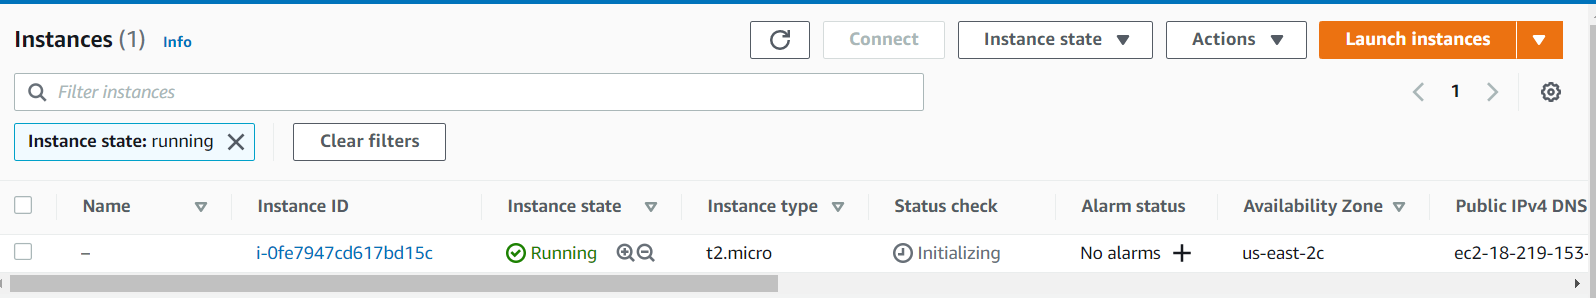 Instances (1) Info Connect Instance state Actions Launch instances
Filter instances 1
Instance state: running Clear filters
Name Instance ID Instance state Instance type Status check Alarm status Availability Zone Public IPv4 DNS
– i-0fe7947cd617bd15c Running t2.micro Initializing No alarms us-east-2c ec2-18-219-153-